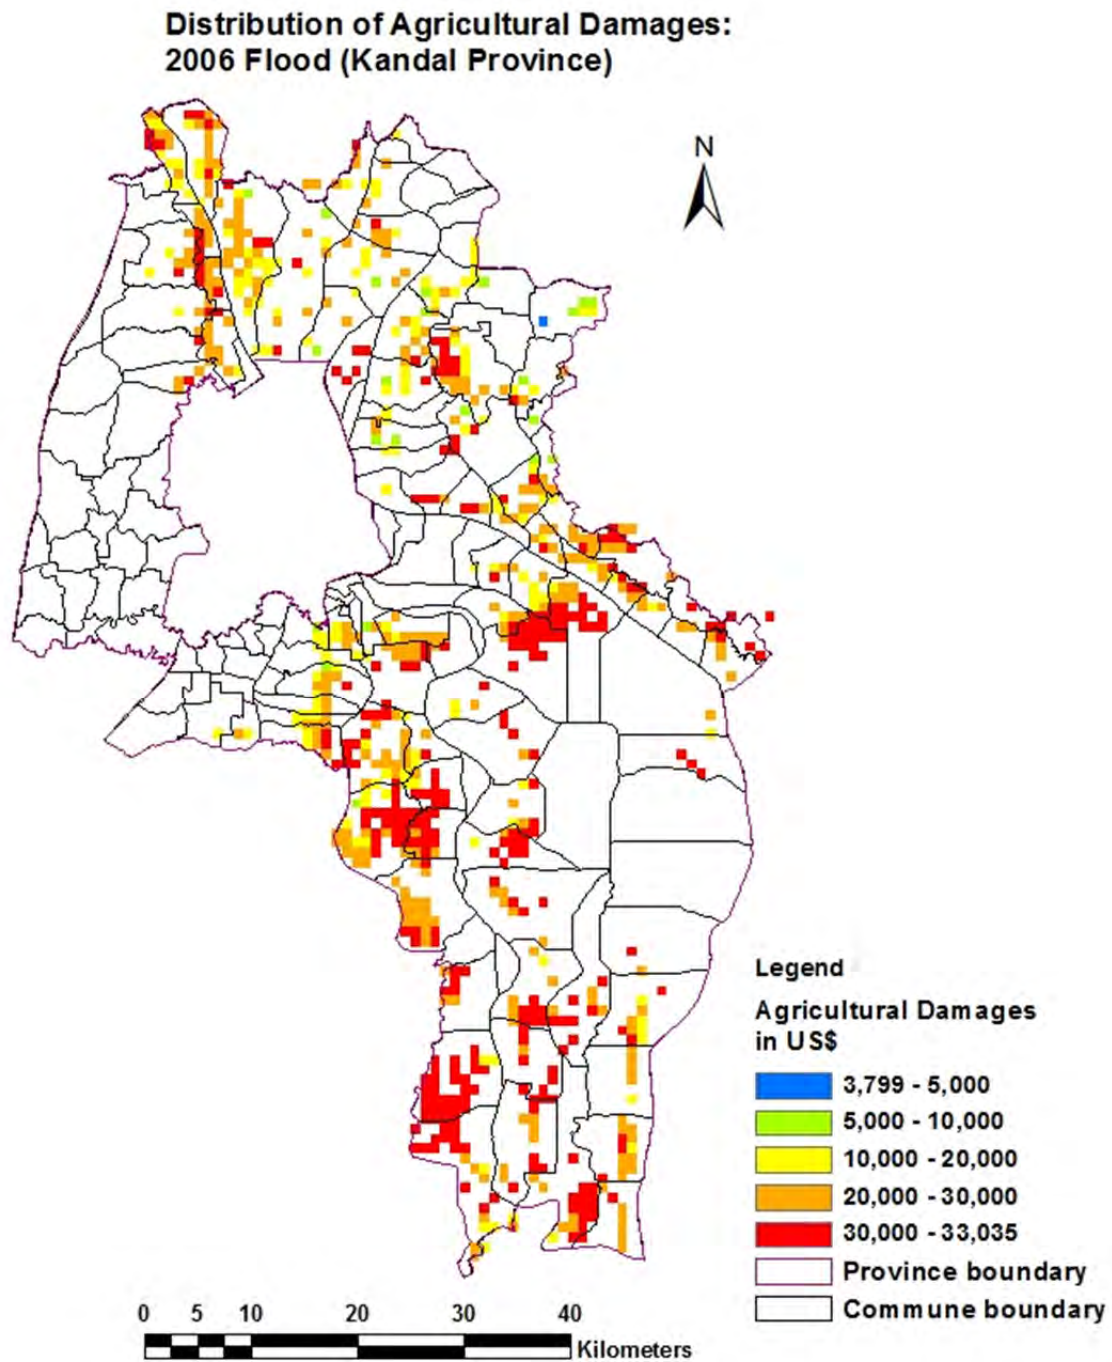 Distribution of Agricultural Damages:
2006 Flood (Kandal Province)
N
Legend
Agricultural Damages
in US$
3,799 - 5,000
5,000 - 10,000
10,000 - 20,000
20,000 - 30,000
30,000 - 33,035
Province boundary
Commune boundary
0 5 10 20 30 40
Kilometers